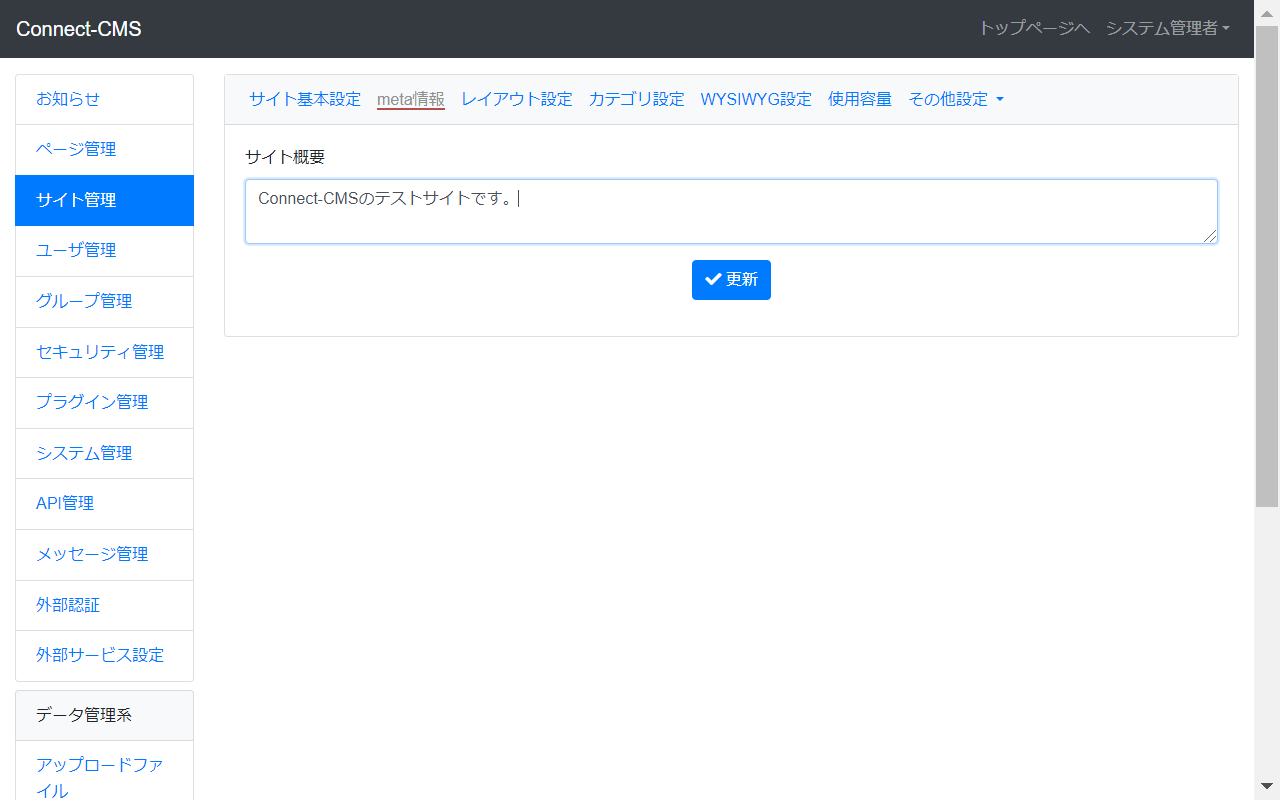 Connect-CMS
トップページへ システム管理者
お知らせ
ページ管理
サイト管理
ユーザ管理
グループ管理
セキュリティ管理
プラグイン管理
システム管理
API管理
メッセージ管理
外部認証
外部サービス設定
データ管理系
アップロードファ
イル
サイト基本設定 meta情報 レイアウト設定 カテゴリ設定 WYSIWYG設定 使用容量 その他設定
サイト概要
Connect-CMSのテストサイトです。
更新